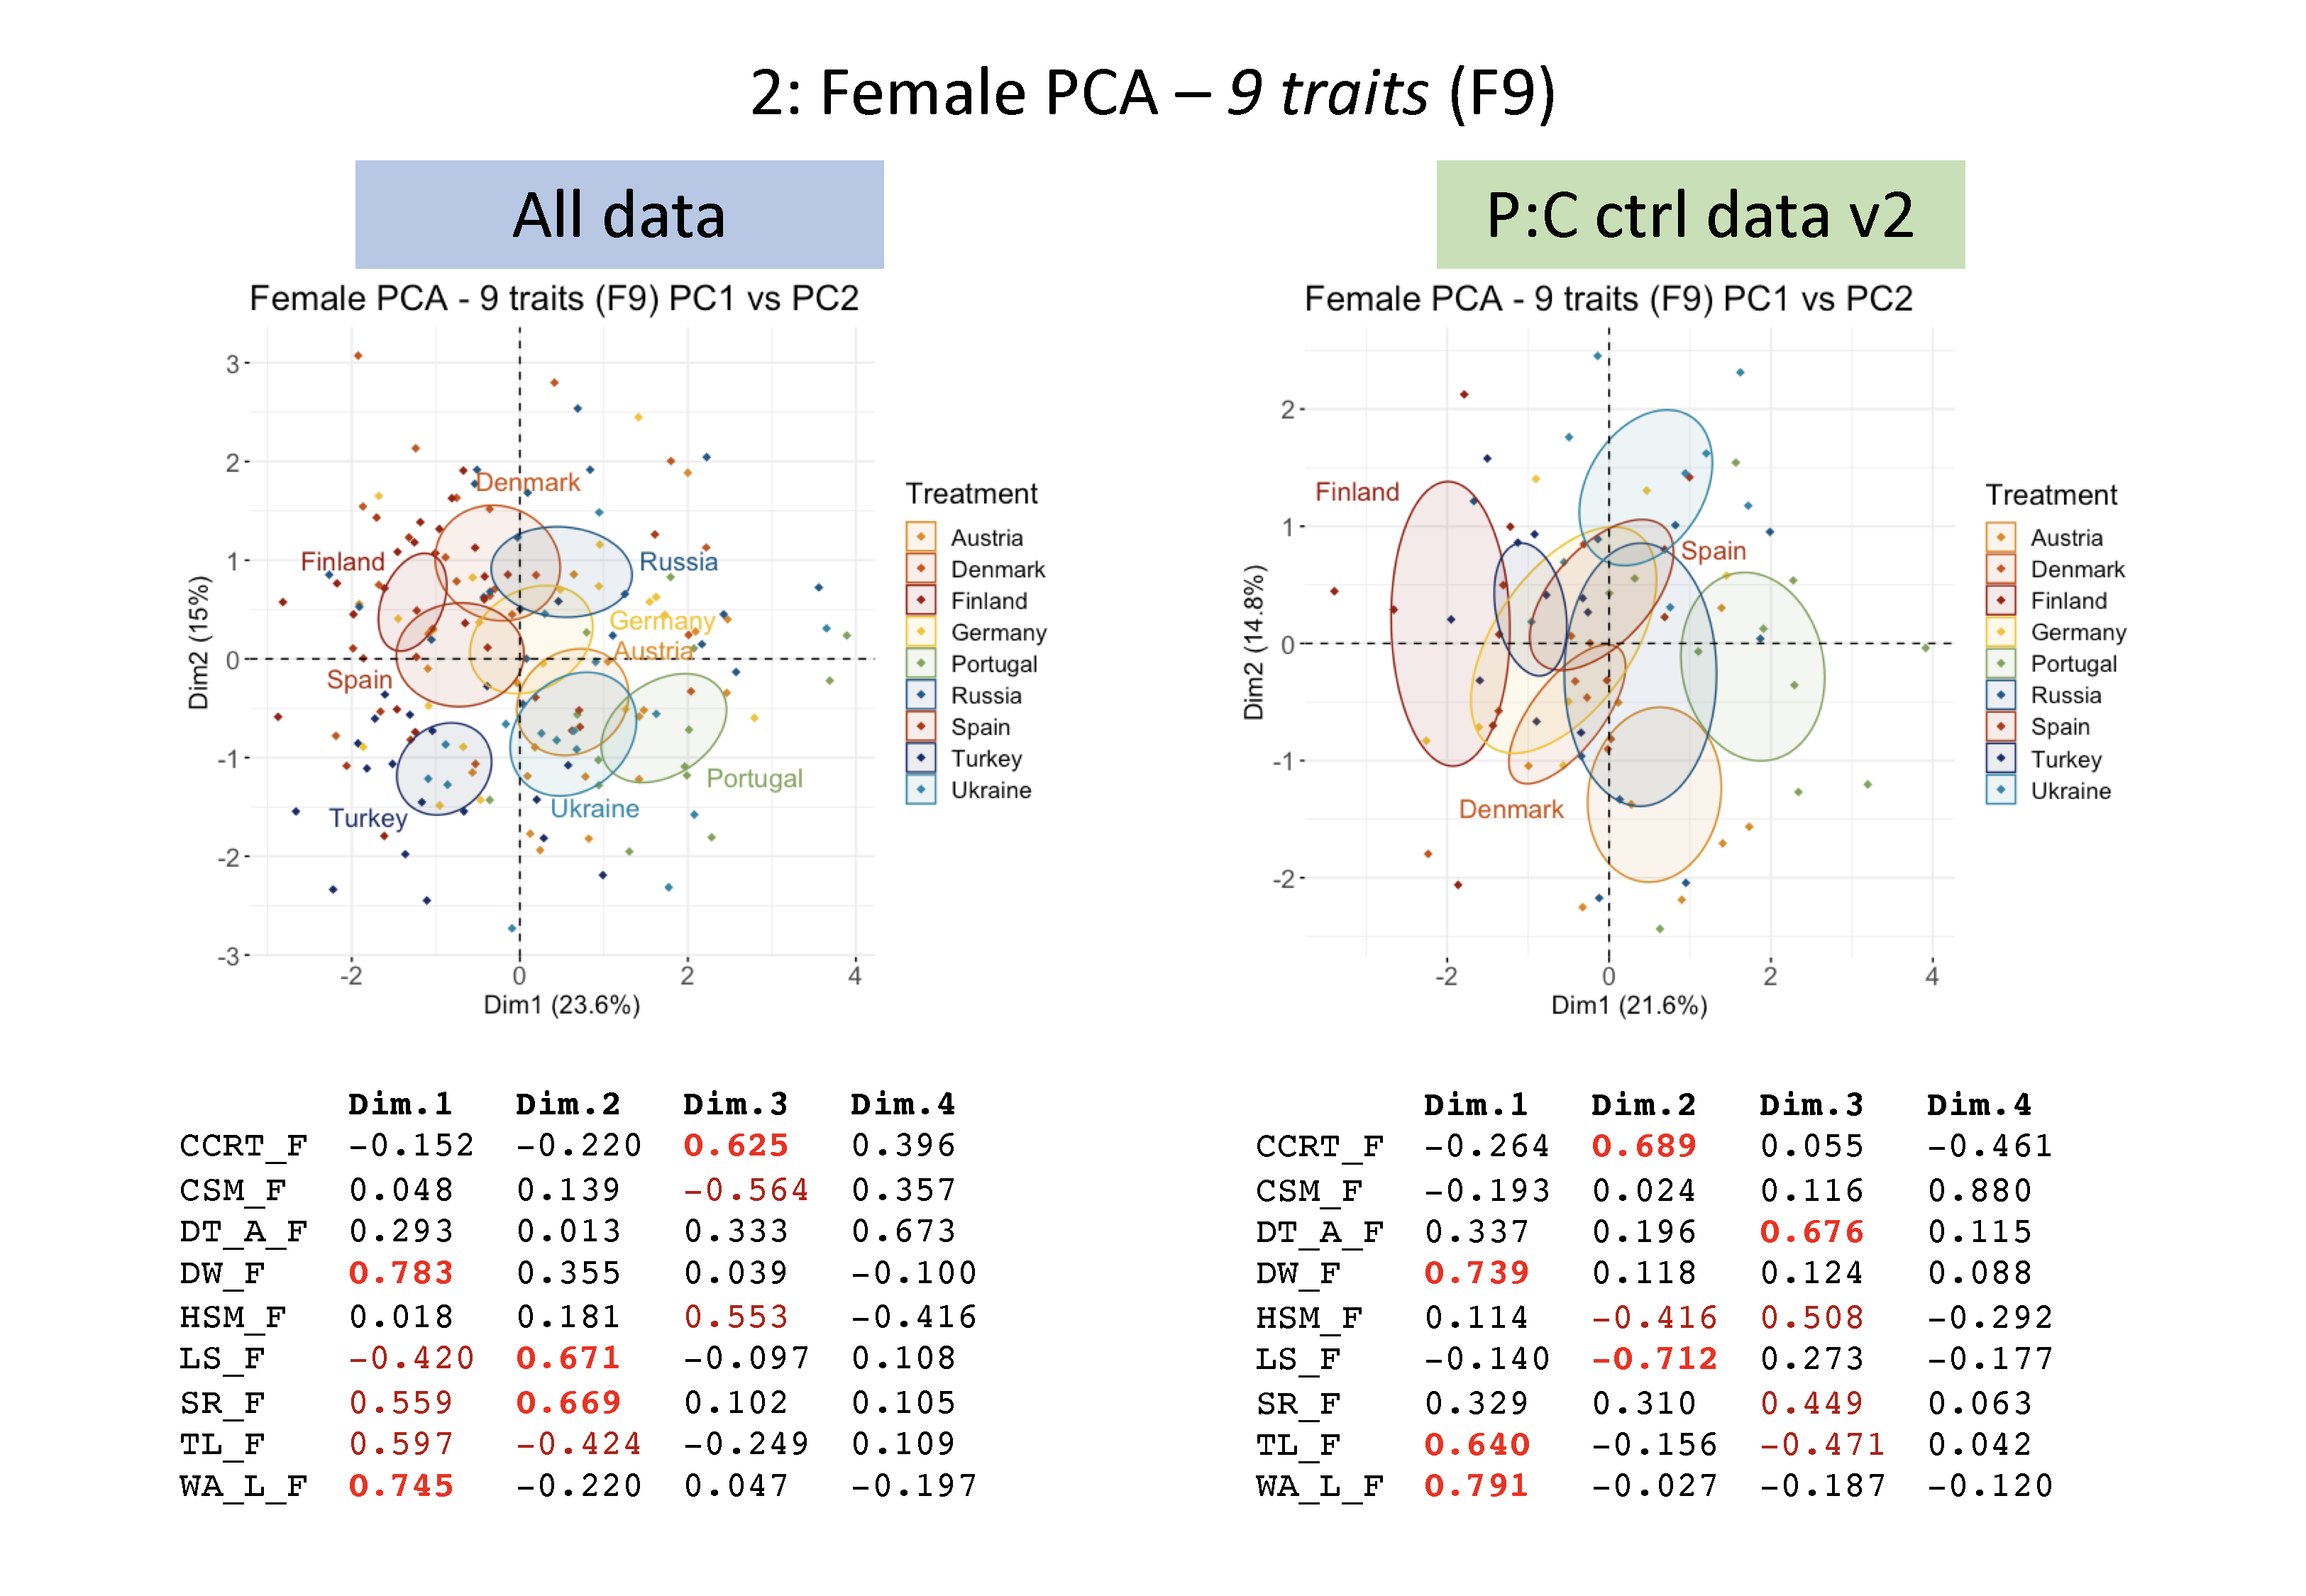 2: Female PCA – 9 traits (F9)
All data
Female PCA - 9 traits (F9) PC1 vs PC2
3
2
1
0
-1
-2
-3
Dim2 (15%)
Denmark
Finland
Russia
Germany
Austria
Spain
Portugal
Ukraine
Turkey
-2 0 2 4
Dim1 (23.6%)
Treatment
Austria
Denmark
Finland
Germany
Portugal
Russia
Spain
Turkey
Ukraine
Dim.1 Dim.2 Dim.3 Dim.4
CCRT_F -0.152 -0.220 0.625 0.396
CSM_F 0.048 0.139 -0.564 0.357
DT_A_F 0.293 0.013 0.333 0.673
DW_F 0.783 0.355 0.039 -0.100
HSM_F 0.018 0.181 0.553 -0.416
LS_F -0.420 0.671 -0.097 0.108
SR_F 0.559 0.669 0.102 0.105
TL_F 0.597 -0.424 -0.249 0.109
WA_L_F 0.745 -0.220 0.047 -0.197
P:C ctrl data v2
Female PCA - 9 traits (F9) PC1 vs PC2
2
1
0
-1
-2
Dim2 (14.8%)
Finland
Spain
Denmark
-2 0 2 4
Dim1 (21.6%)
Treatment
Austria
Denmark
Finland
Germany
Portugal
Russia
Spain
Turkey
Ukraine
Dim.1 Dim.2 Dim.3 Dim.4
CCRT_F -0.264 0.689 0.055 -0.461
CSM_F -0.193 0.024 0.116 0.880
DT_A_F 0.337 0.196 0.676 0.115
DW_F 0.739 0.118 0.124 0.088
HSM_F 0.114 -0.416 0.508 -0.292
LS_F -0.140 -0.712 0.273 -0.177
SR_F 0.329 0.310 0.449 0.063
TL_F 0.640 -0.156 -0.471 0.042
WA_L_F 0.791 -0.027 -0.187 -0.120